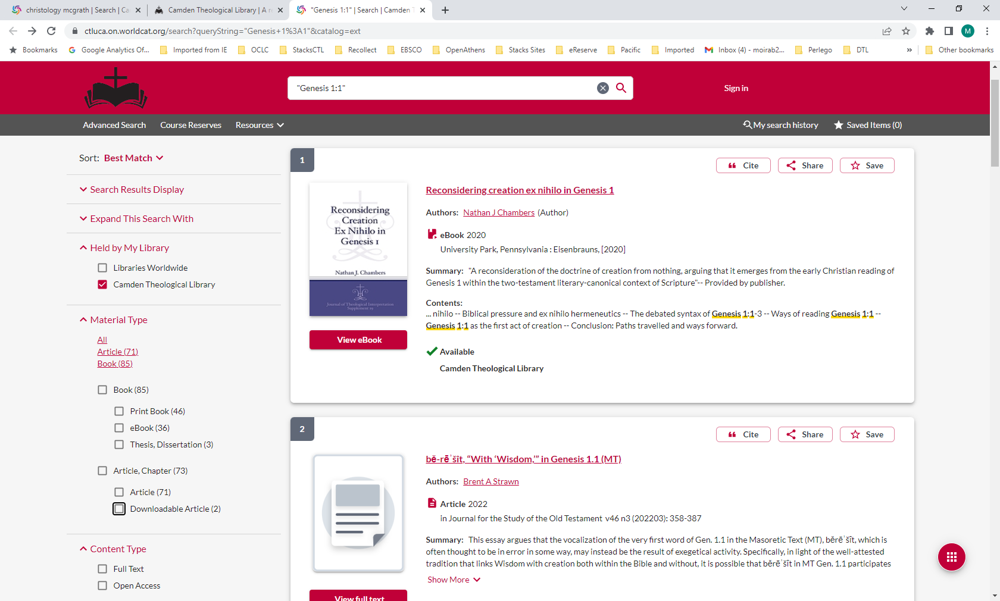 christology mcgrath | Search | Ca
Camden Theological Library | A r
"Genesis 1:1" | Search | Camden T
ctluca.on.worldcat.org/search?queryString="Genesis+1%3A1"&catalog=ext
M
Bookmarks
Google Analytics Of...
Imported from IE
OCLC
StacksCTL
Recollect
EBSCO
OpenAthens
Stacks Sites
eReserve
Pacific
Imported
Inbox (4) - moirab2...
Perlego
DTL
»
Other bookmarks
"Genesis 1:1"
Sign in
Advanced Search
Course Reserves
Resources
My search history
Saved Items (0)
Sort: Best Match
Search Results Display
Expand This Search With
Held by My Library
Libraries Worldwide
Camden Theological Library
Material Type
All
Article (71)
Book (85)
Book (85)
Print Book (46)
eBook (36)
Thesis, Dissertation (3)
Article, Chapter (73)
Article (71)
Downloadable Article (2)
Content Type
Full Text
Open Access
1
Cite
Share
Save
Reconsidering
Creation
Ex Nihilo in
Genesis 1
Nathan J. Chambers
Journal of Theological Interpretation
Supplement 19
View eBook
Reconsidering creation ex nihilo in Genesis 1
Authors: Nathan J Chambers (Author)
eBook 2020
University Park, Pennsylvania : Eisenbrauns, [2020]
Summary: "A reconsideration of the doctrine of creation from nothing, arguing that it emerges from the early Christian reading of
Genesis 1 within the two-testament literary-canonical context of Scripture"-- Provided by publisher.
Contents:
... nihilo -- Biblical pressure and ex nihilo hermeneutics -- The debated syntax of Genesis 1:1-3 -- Ways of reading Genesis 1:1 --
Genesis 1:1 as the first act of creation -- Conclusion: Paths travelled and ways forward.
Available
Camden Theological Library
2
Cite
Share
Save
bĕ-rēʾšît, “With ‘Wisdom,’” in Genesis 1.1 (MT)
Authors: Brent A Strawn
Article 2022
in Journal for the Study of the Old Testament v46 n3 (202203): 358-387
Summary: This essay argues that the vocalization of the very first word of Gen. 1.1 in the Masoretic Text (MT), bĕrēʾšît, which is
often thought to be in error in some way, may instead be the result of exegetical activity. Specifically, in light of the well-attested
tradition that links Wisdom with creation both within the Bible and without, it is possible that bĕrēʾšît in MT Gen. 1.1 participates
Show More
View full text